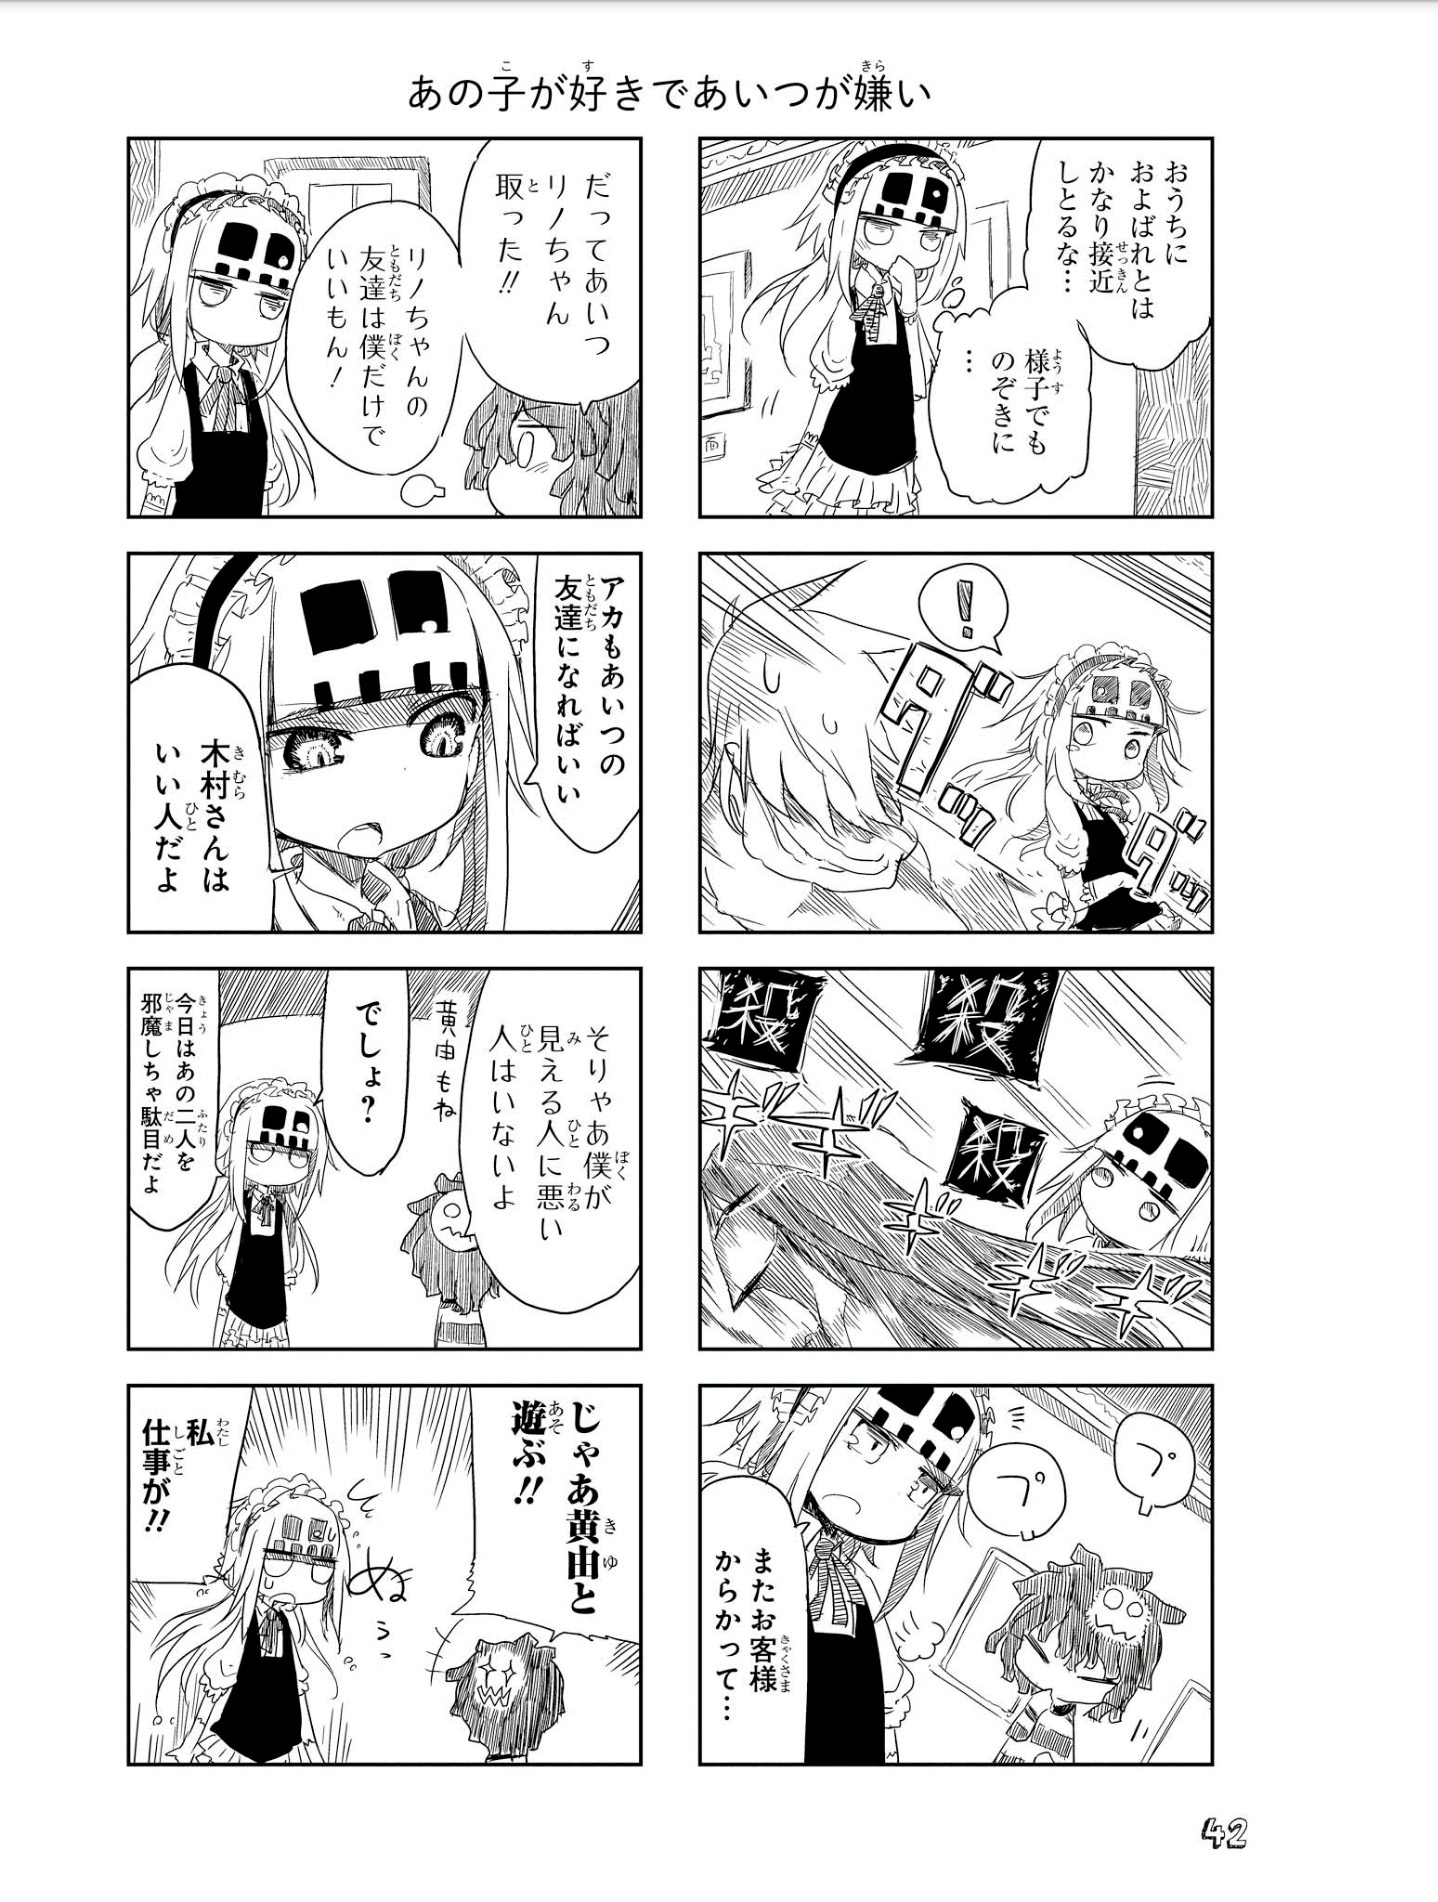 あの子が好きであいつが嫌い
おうちに
およばれとは
かなり接近
しとるな…
様子でも
のぞきに
…
画
！
ダッ
ダッ
殺
殺
殺
ギギギギギ
プ
プ
またお客様
からかって…
だってあいつ
リノちゃん
取った!!
リノちゃんの
友達は僕だけで
いいもん！
アカもあいつの
友達になればいい
木村さんは
いい人だよ
そりゃあ僕が
見える人に悪い
人はいないよ
黄由もね
でしょ？
今日はあの二人を
邪魔しちゃ駄目だよ
じゃあ黄由と
遊ぶ!!
ぬぅ
私
仕事が!!
42